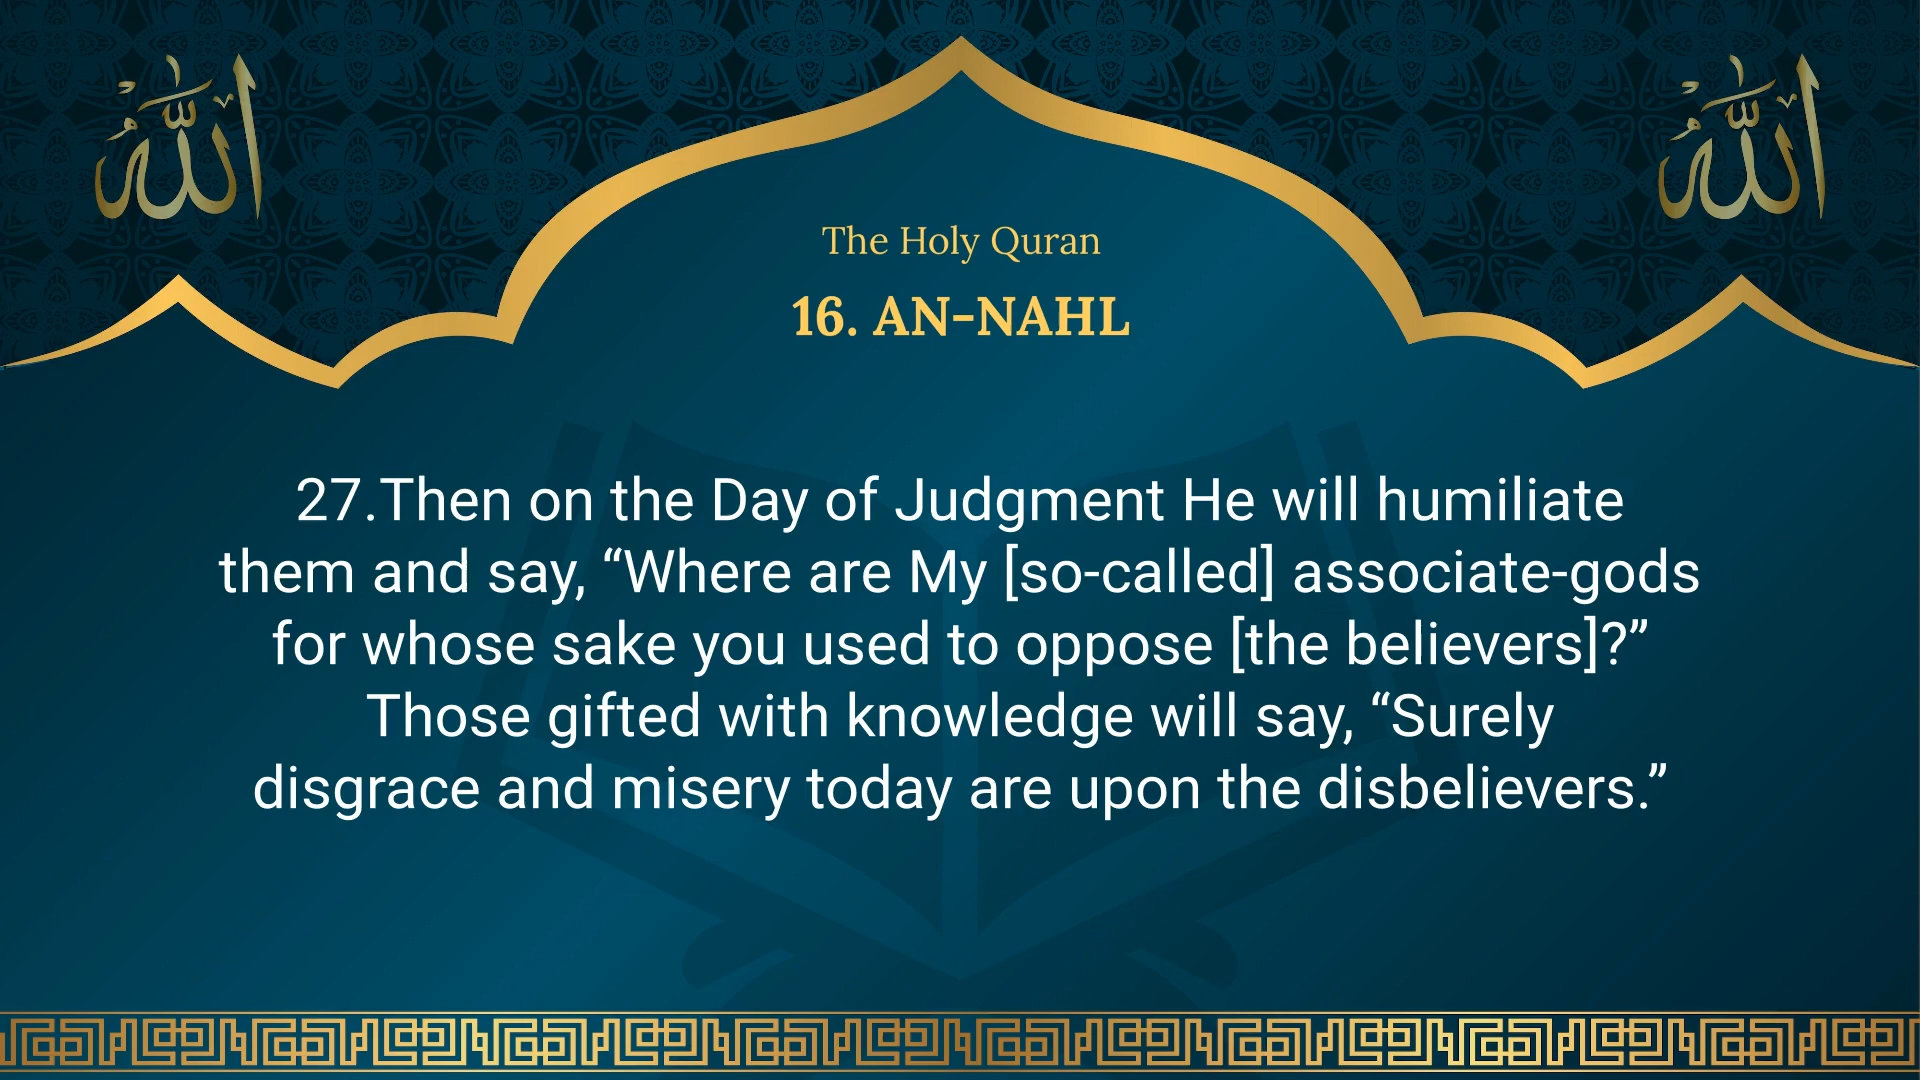 الله
الله
The Holy Quran
16. AN-NAHL
27.Then on the Day of Judgment He will humiliate
them and say, “Where are My [so-called] associate-gods
for whose sake you used to oppose [the believers]?”
Those gifted with knowledge will say, “Surely
disgrace and misery today are upon the disbelievers.”